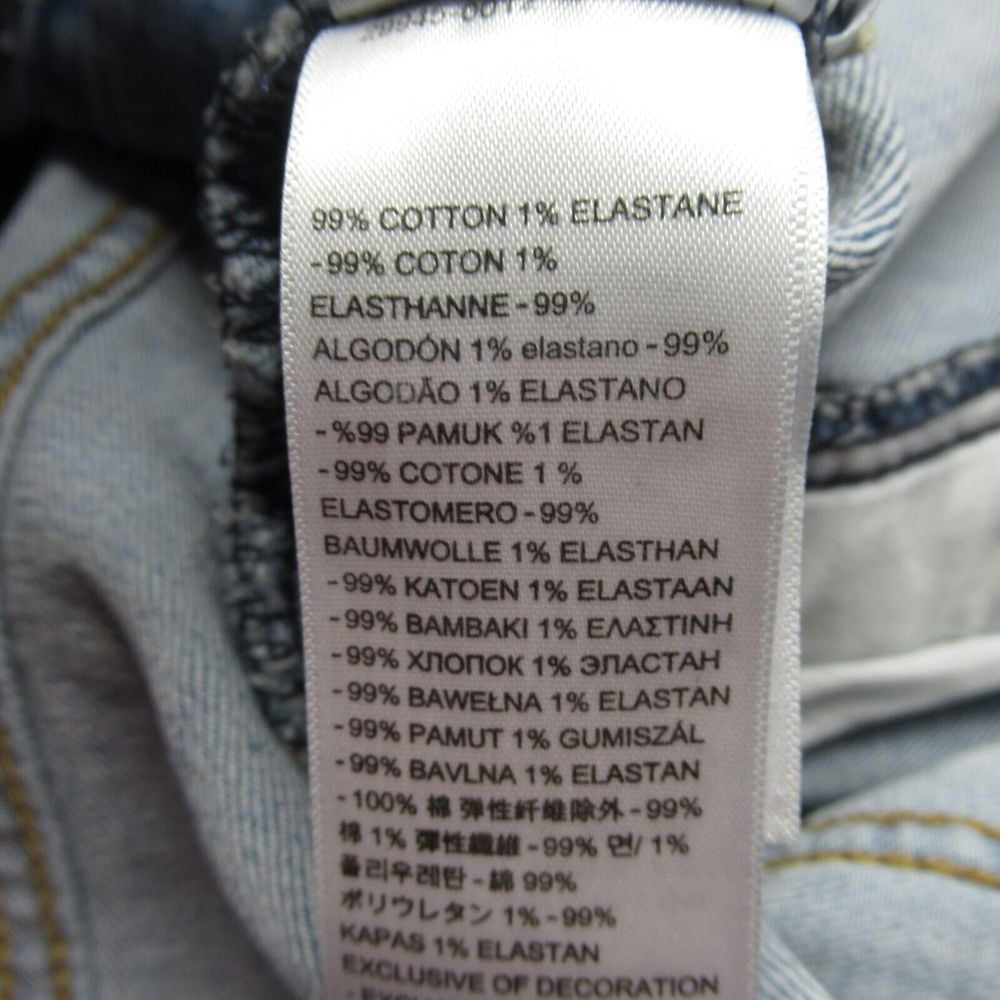 99% COTTON 1% ELASTANE
-99% COTON 1%
ELASTHANNE-99%
ALGODÓN 1% elastano-99%
ALGODÃO 1% ELASTANO
-%99 PAMUK %1 ELASTAN
-99% COTONE 1 %
ELASTOMERO-99%
BAUMWOLLE 1% ELASTHAN
-99% KATOEN 1% ELASTAAN
-99% BAMBAKI 1% ΕΛΑΣΤΙΝΗ
-99% ХЛОПОК 1% ЭЛАСТАН
-99% BAWEŁNA 1% ELASTAN
-99% PAMUT 1% GUMISZÁL
-99% BAVLNA 1% ELASTAN
-100% 棉 弹性纤维除外-99%
棉 1% 彈性纖維-99% 면/ 1%
폴리우레탄-綿 99%
ポリウレタン 1%-99%
KAPAS 1% ELASTAN
EXCLUSIVE OF DECORATION